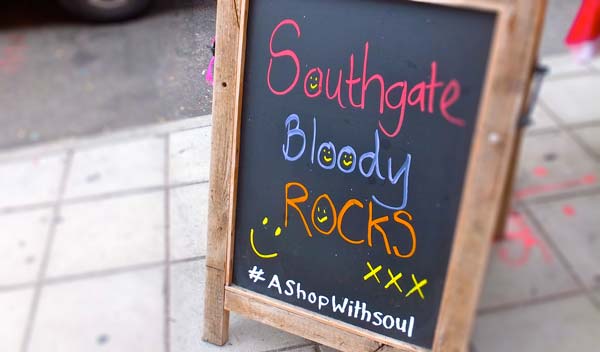 Southgate
Bloody
ROCKS
xxx
#AShopWithsoul